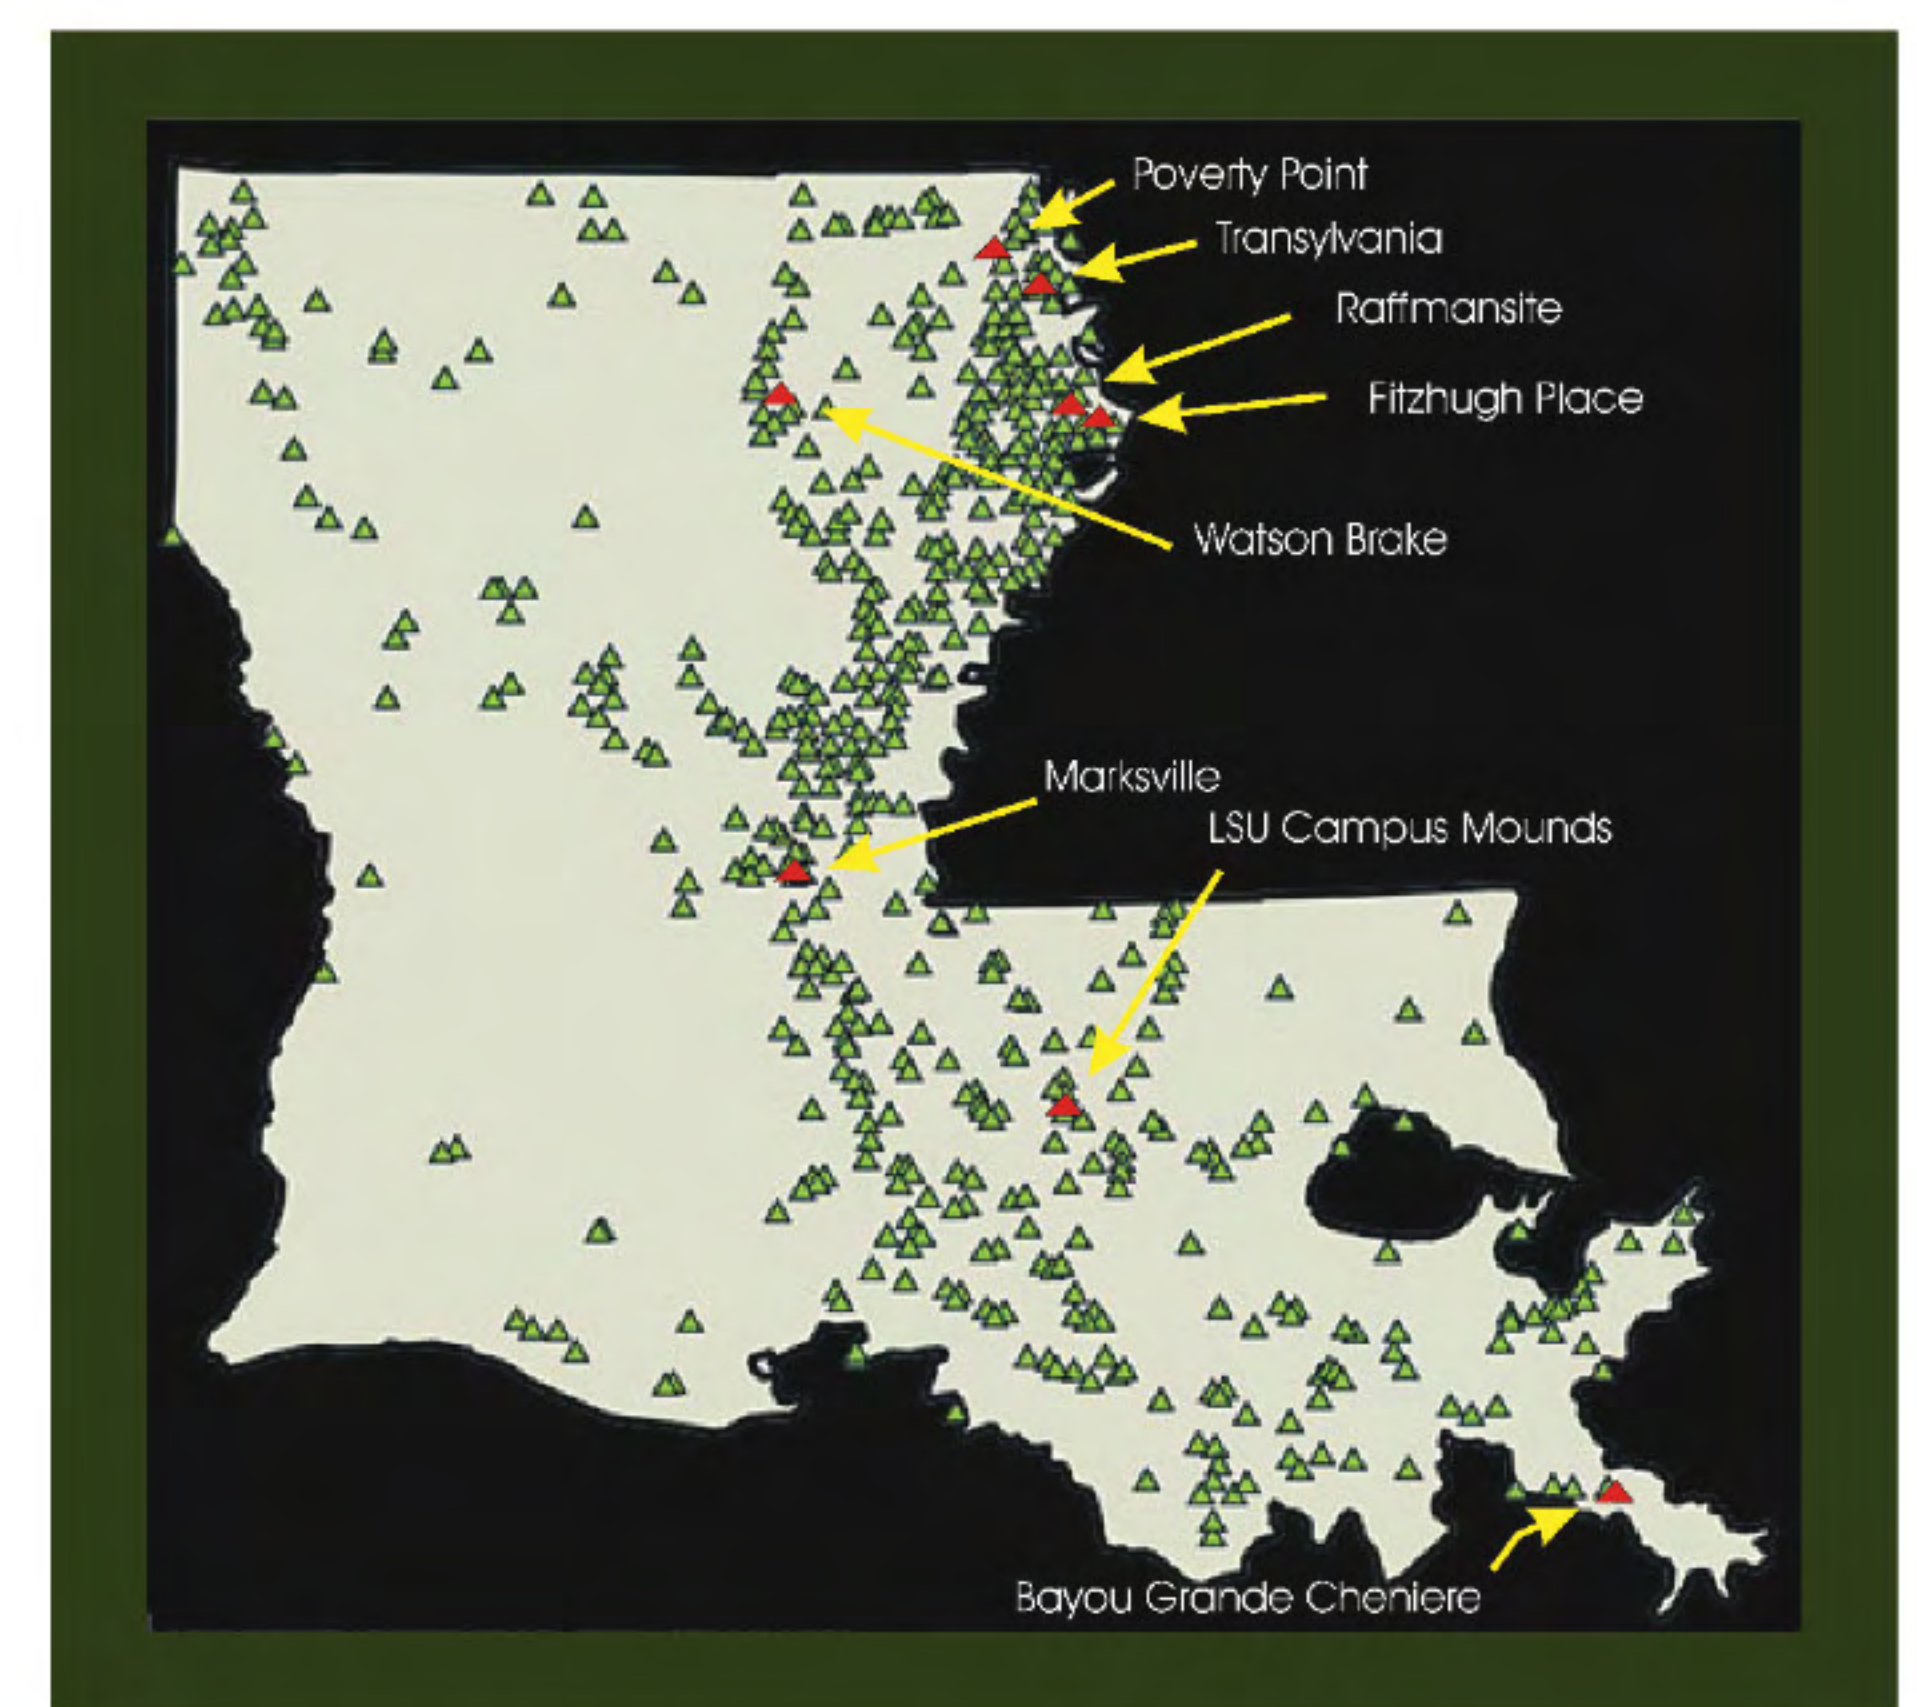 Poverty Point
Transylvania
Raffmansite
Fitzhugh Place
Watson Brake
Marksville
LSU Campus Mounds
Bayou Grande Cheniere